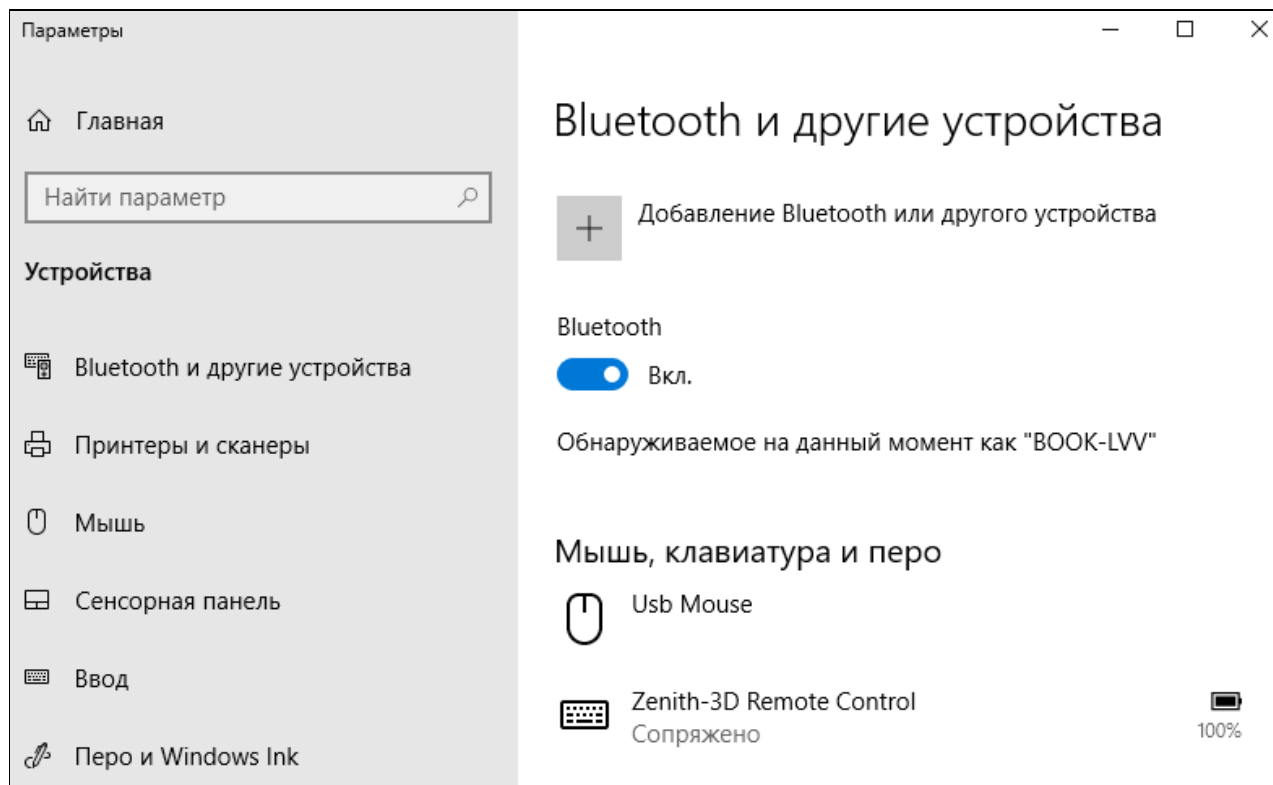 Параметры
Главная
Найти параметр
Устройства
Bluetooth и другие устройства
Принтеры и сканеры
Мышь
Сенсорная панель
Ввод
Перо и Windows Ink
Bluetooth и другие устройства
Добавление Bluetooth или другого устройства
Bluetooth
Вкл.
Обнаруживаемое на данный момент как "BOOK-LVV"
Мышь, клавиатура и перо
Usb Mouse
Zenith-3D Remote Control
Сопряжено
100%